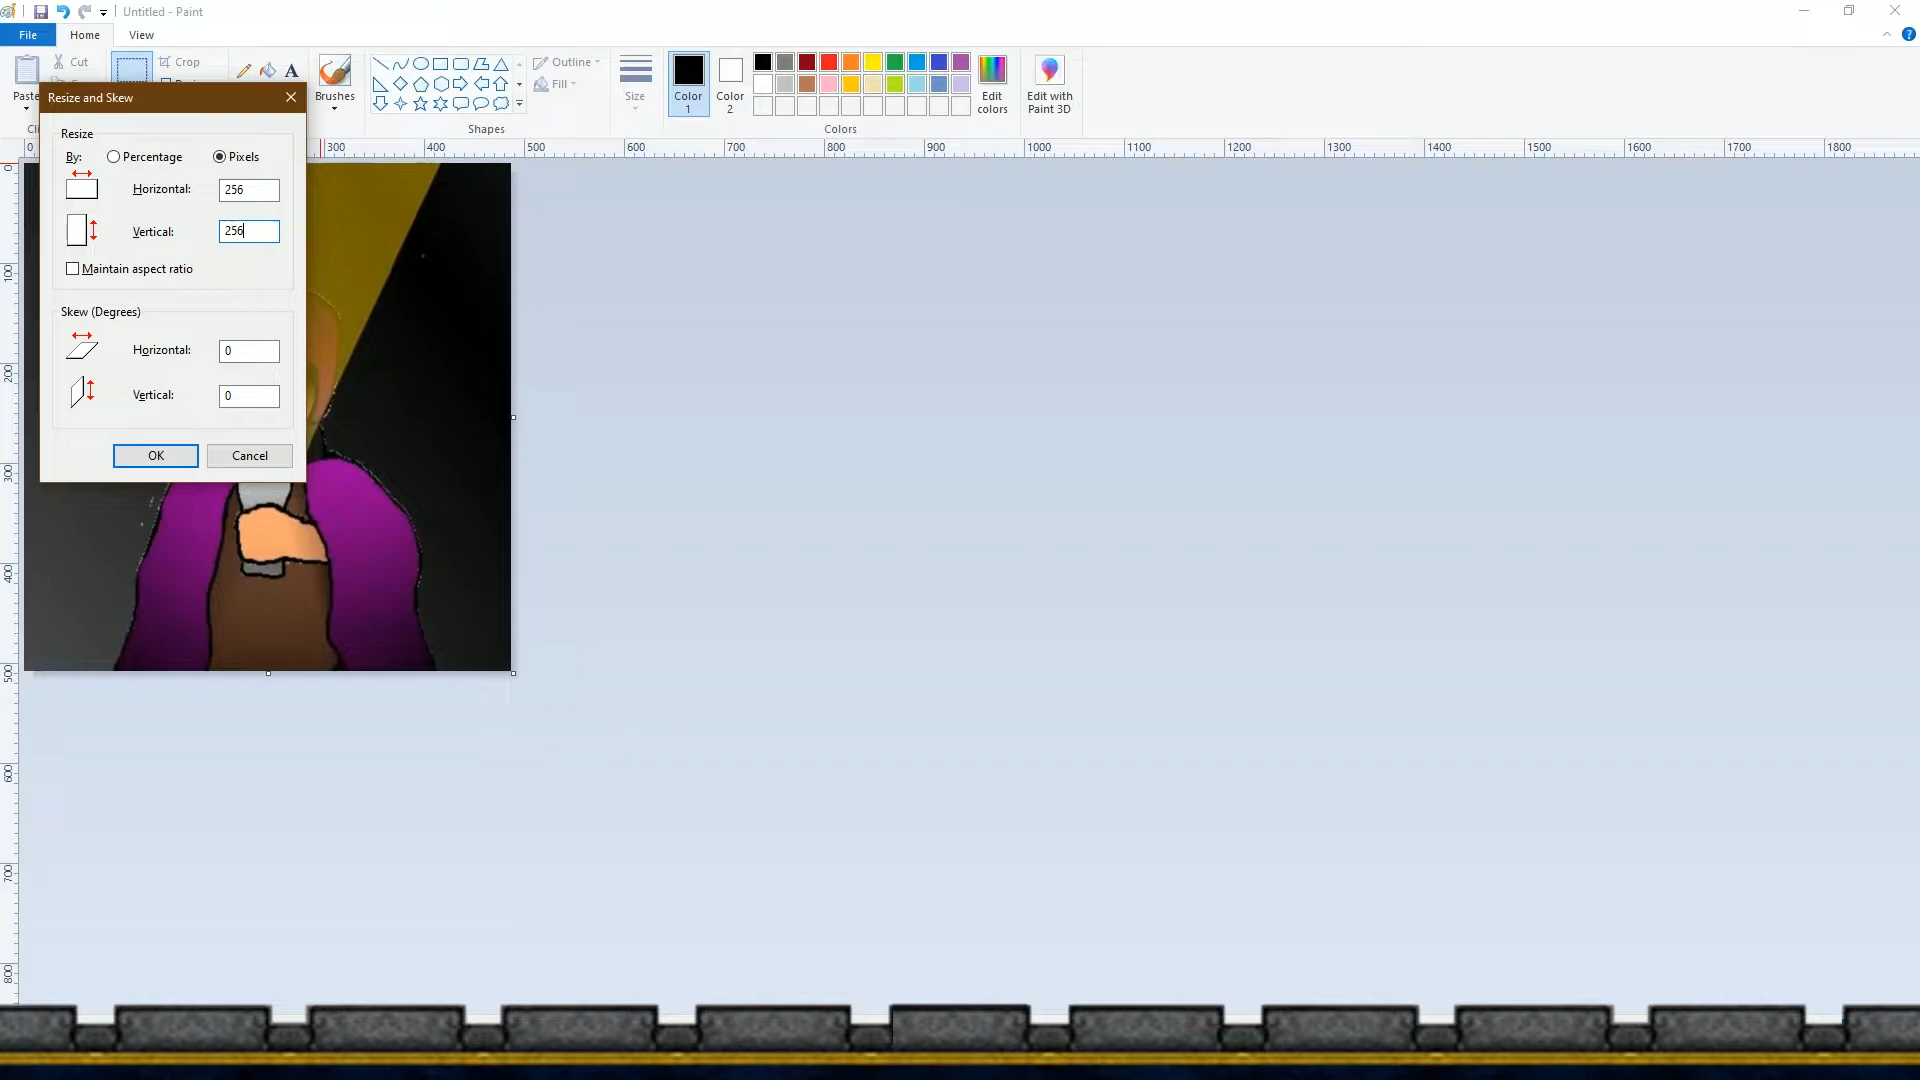 Untitled - Paint
File
Home
View
Paste
Cut
Crop
A
Brushes
Shapes
Outline
Fill
Size
Color
1
Color
2
Colors
Edit
colors
Edit with
Paint 3D
?
0
300
400
500
600
700
800
900
1000
1100
1200
1300
1400
1500
1600
1700
1800
0
100
200
300
400
500
600
700
800
Resize and Skew
Resize
By:
Percentage
Pixels
Horizontal:
256
Vertical:
256
Maintain aspect ratio
Skew (Degrees)
Horizontal:
0
Vertical:
0
OK
Cancel